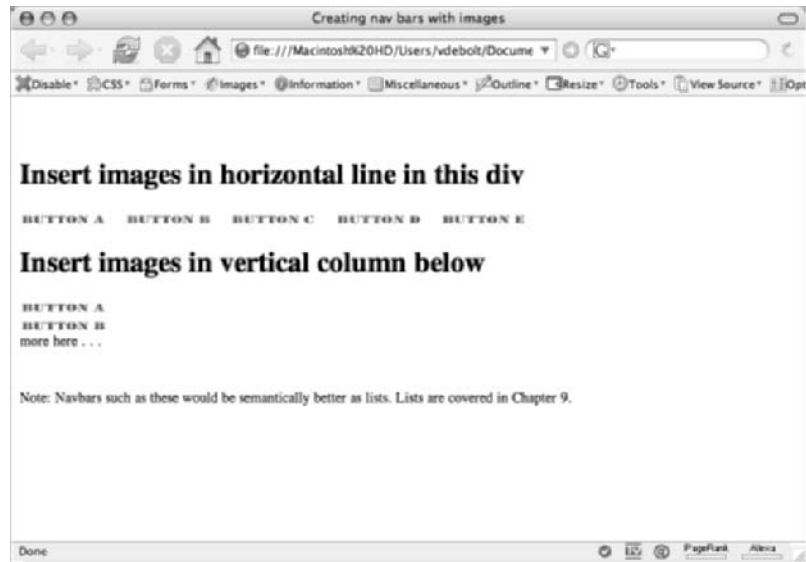 Creating nav bars with images
file:///Macintosh%20HD/Users/vdebolt/Docume
Disable CSS Forms Images Information Miscellaneous Outline Resize Tools View Source Opt
Insert images in horizontal line in this div
BUTTON A BUTTON B BUTTON C BUTTON D BUTTON E
Insert images in vertical column below
BUTTON A
BUTTON B
more here . . .
Note: Navbars such as these would be semantically better as lists. Lists are covered in Chapter 9.
Done PageRank Alexa